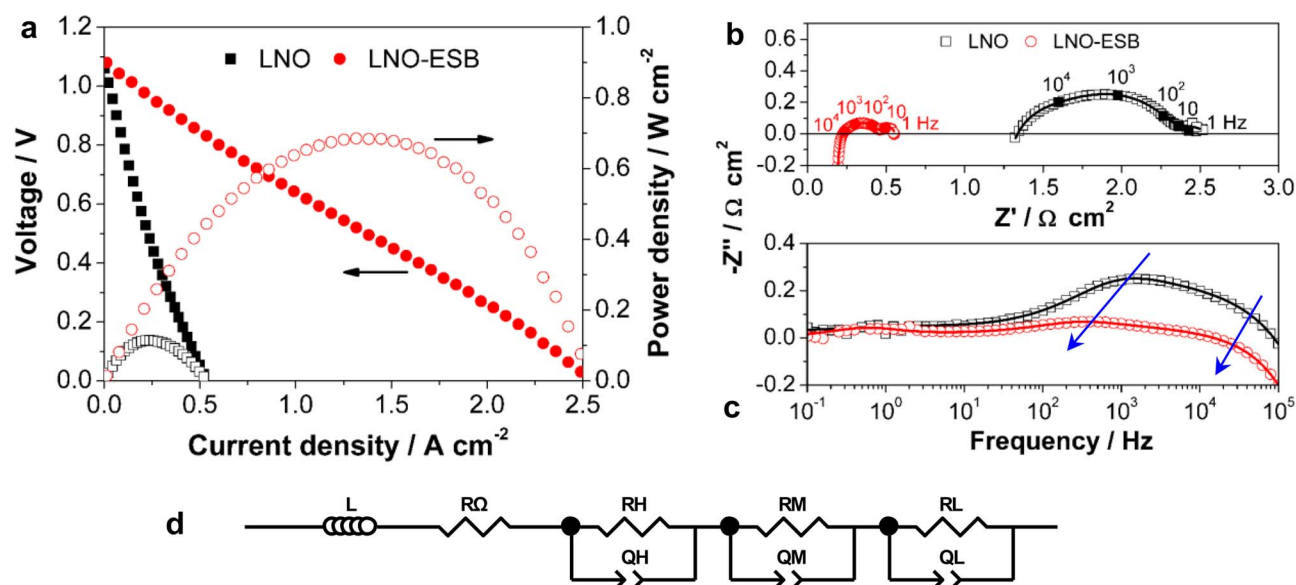 a
Voltage / V
1.2
1.0
0.8
0.6
0.4
0.2
0.0
LNO
LNO-ESB
1.0
0.8
0.6
0.4
0.2
0.0
Power density / W cm⁻²
0.0 0.5 1.0 1.5 2.0 2.5
Current density / A cm⁻²
b
0.6
0.4
0.2
0.0
-0.2
LNO
LNO-ESB
10⁴ 10³ 10² 10 1 Hz
10⁴ 10³ 10² 10 1 Hz
0.0 0.5 1.0 1.5 2.0 2.5 3.0
Z' / Ω cm²
-Z'' / Ω cm²
0.4
0.2
0.0
-0.2
c
10⁻¹ 10⁰ 10¹ 10² 10³ 10⁴ 10⁵
Frequency / Hz
d
L RΩ RH RM RL
QH QM QL